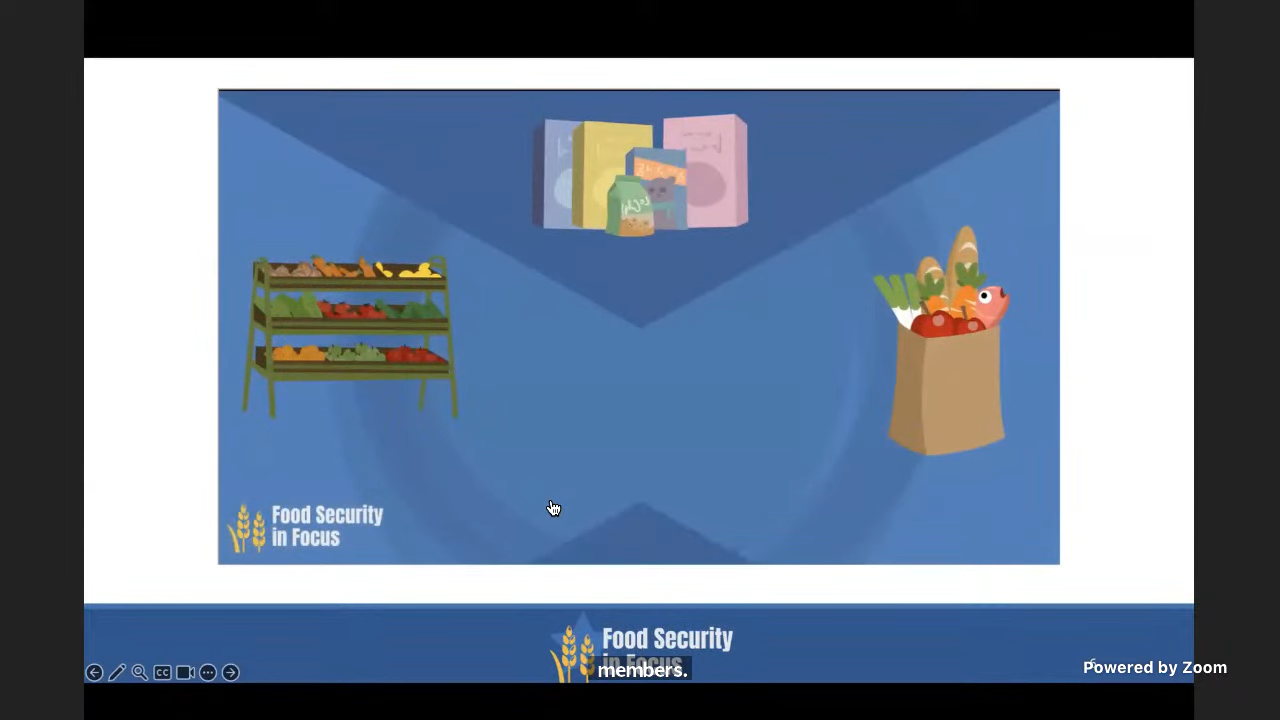 Food Security
in Focus
Food Security
in Focus
members.
Powered by Zoom